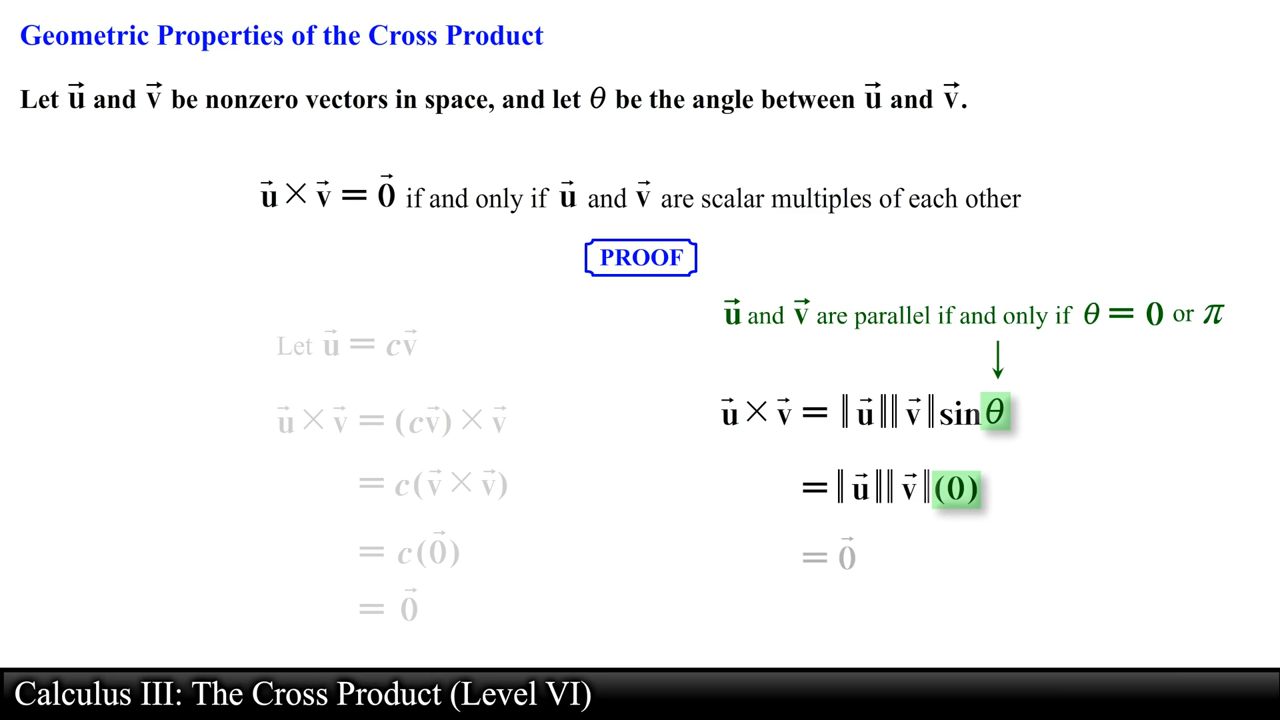 Geometric Properties of the Cross Product
Let u⃗ and v⃗ be nonzero vectors in space, and let θ be the angle between u⃗ and v⃗.
u⃗ × v⃗ = 0⃗ if and only if u⃗ and v⃗ are scalar multiples of each other
PROOF
Let u⃗ = cv⃗
u⃗ × v⃗ = (cv⃗) × v⃗
= c(v⃗ × v⃗)
= c(0⃗)
= 0⃗
u⃗ and v⃗ are parallel if and only if θ = 0 or π
↓
u⃗ × v⃗ = ‖u⃗‖‖v⃗‖ sin θ
= ‖u⃗‖‖v⃗‖(0)
= 0⃗
Calculus III: The Cross Product (Level VI)